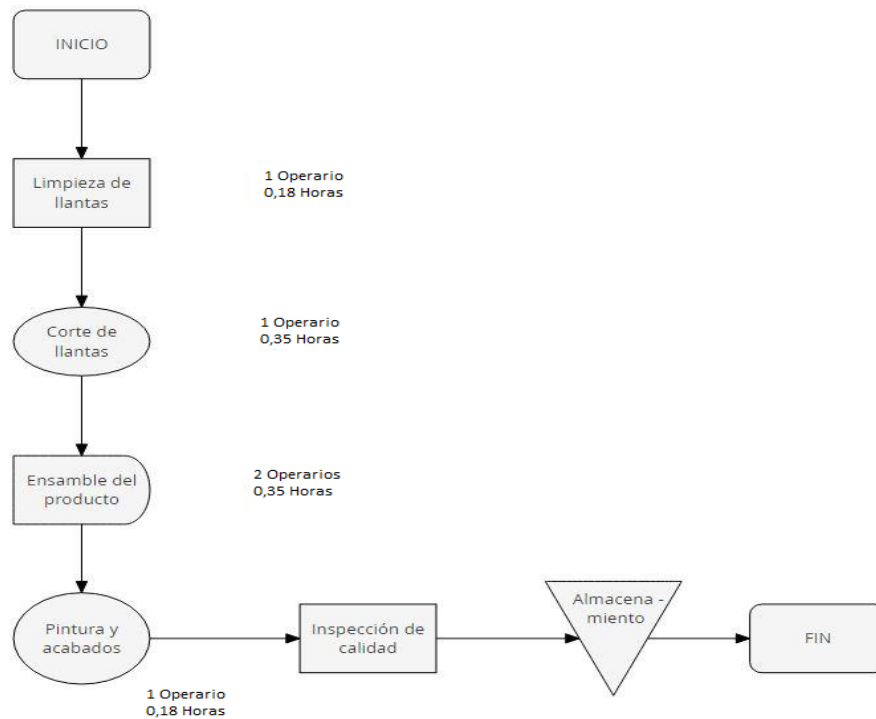 INICIO
Limpieza de
llantas
1 Operario
0,18 Horas
Corte de
llantas
1 Operario
0,35 Horas
Ensamble del
producto
2 Operarios
0,35 Horas
Pintura y
acabados
1 Operario
0,18 Horas
Inspección de
calidad
Almacena -
miento
FIN